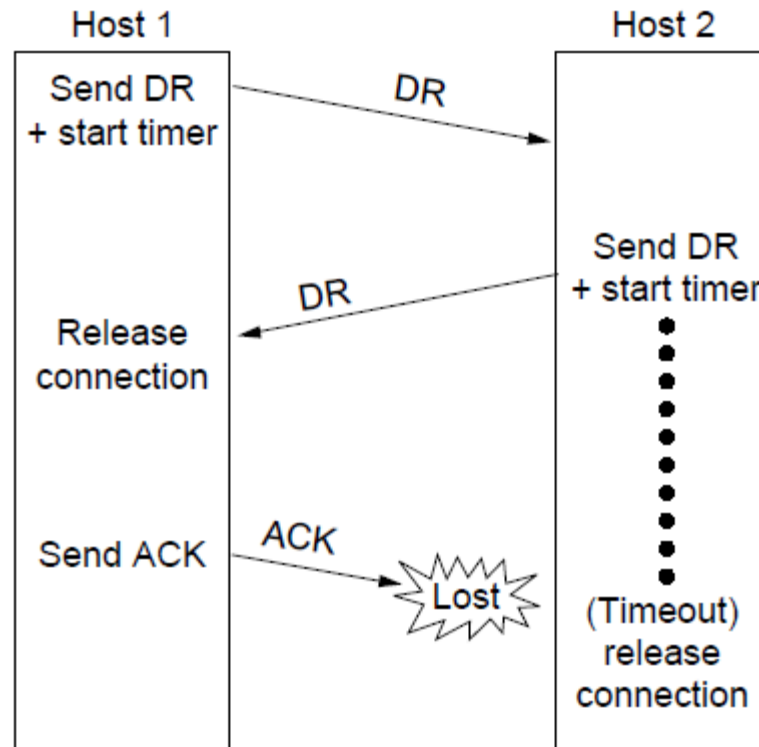 Host 1
Host 2
Send DR
+ start timer
DR
Send DR
+ start timer
DR
Release
connection
Send ACK
ACK
Lost
(Timeout)
release
connection